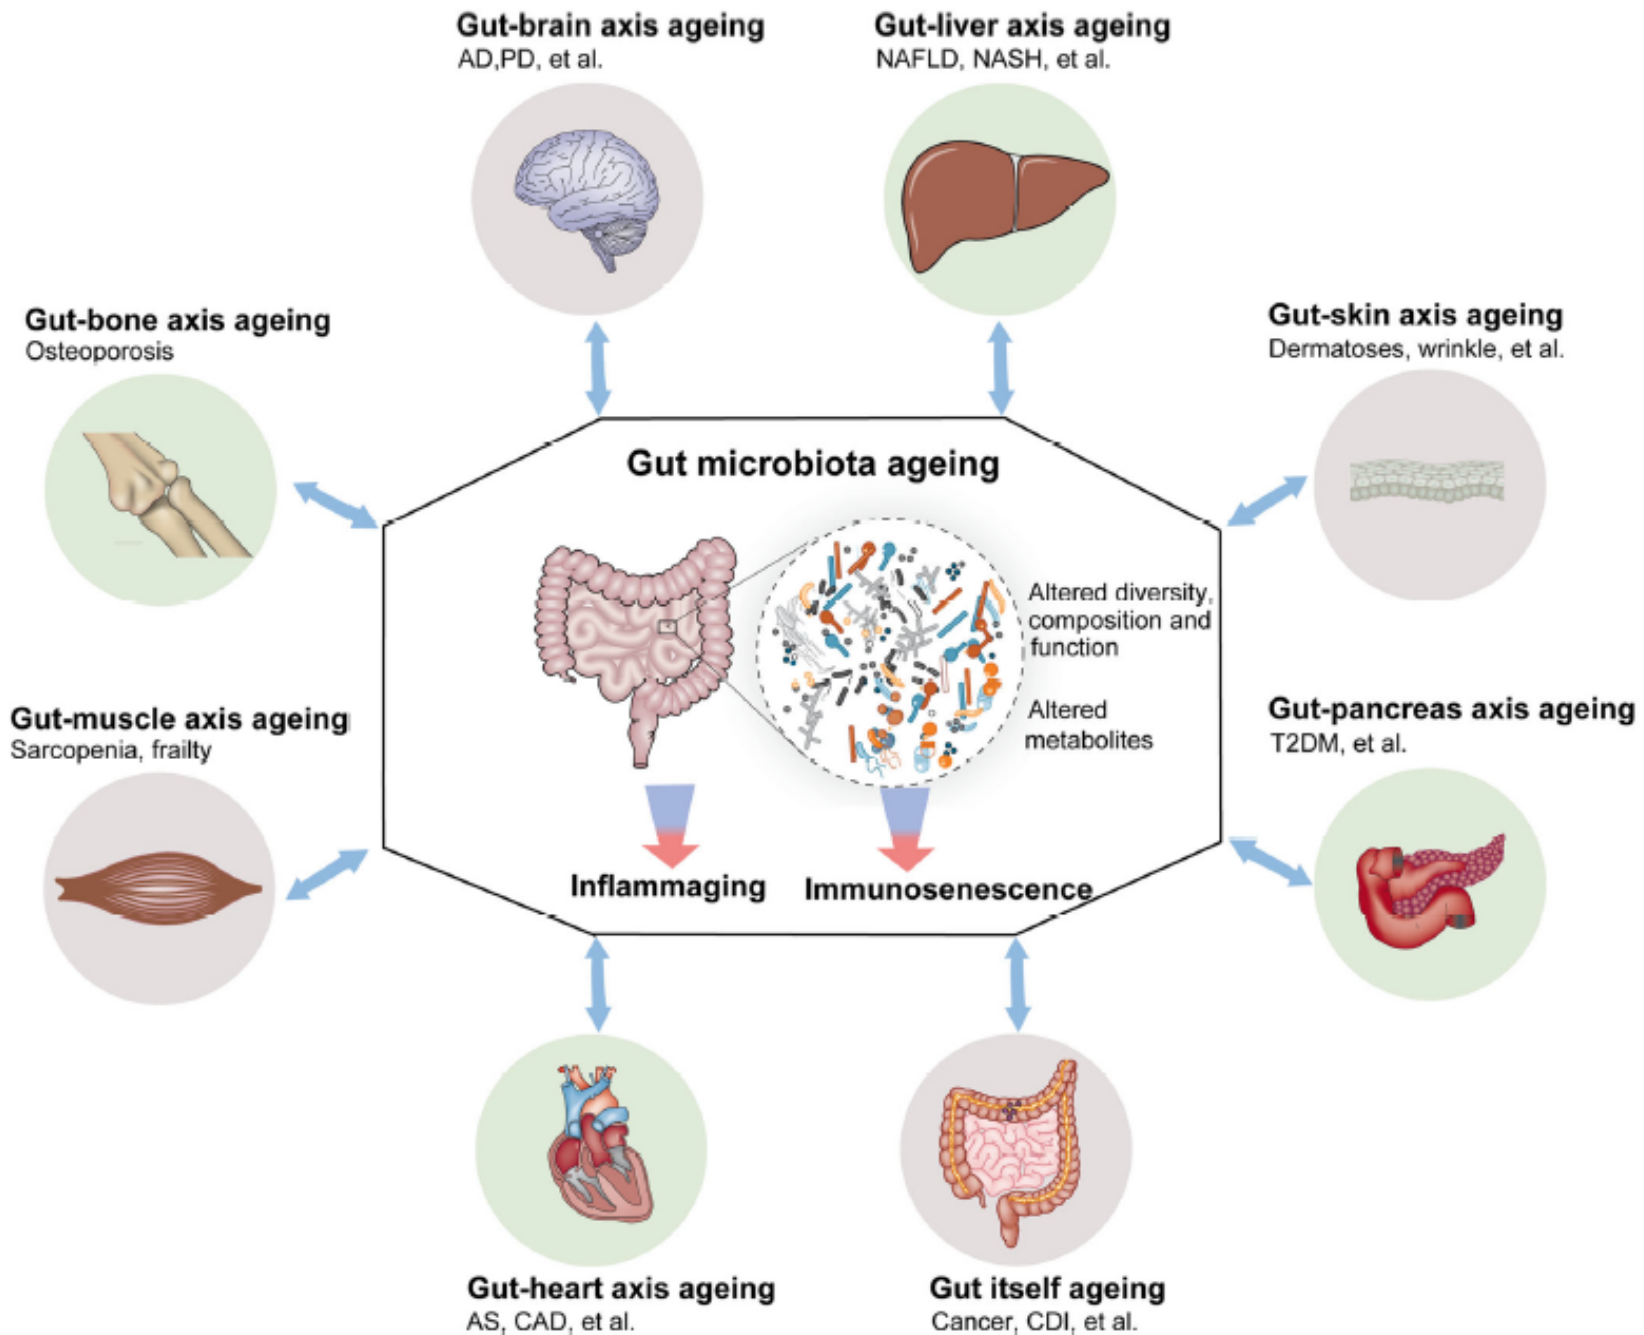 Gut-brain axis ageing
AD,PD, et al.
Gut-liver axis ageing
NAFLD, NASH, et al.
Gut-bone axis ageing
Osteoporosis
Gut-skin axis ageing
Dermatoses, wrinkle, et al.
Gut microbiota ageing
Altered diversity,
composition and
function
Altered
metabolites
Gut-muscle axis ageing
Sarcopenia, frailty
Gut-pancreas axis ageing
T2DM, et al.
Inflammaging
Immunosenescence
Gut-heart axis ageing
AS, CAD, et al.
Gut itself ageing
Cancer, CDI, et al.